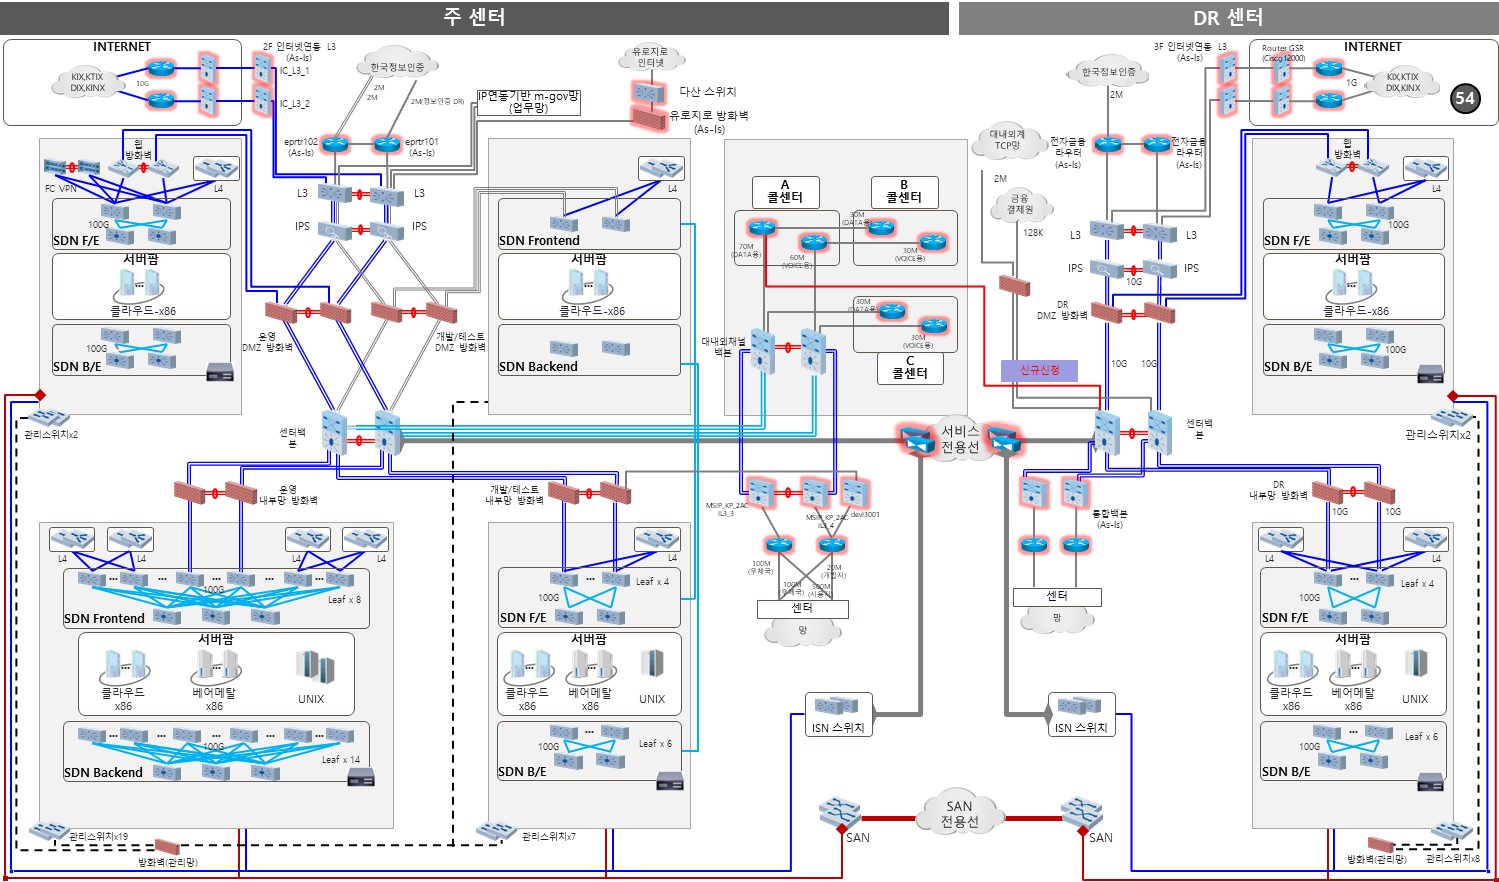 주 센터
DR 센터
INTERNET
KIX,KTIX
DIX,KINX
10G
2F 인터넷연동 L3
(As-Is)
IC_L3_1
IC_L3_2
한국정보인증
2M
2M
2M(정보인증 DR)
IP연동기반 m-gov망
(업무망)
유로지로
인터넷
다산 스위치
유로지로 방화벽
(As-Is)
eprtr102
(As-Is)
eprtr101
(As-Is)
3F 인터넷연동 L3
(As-Is)
Router GSR
(Cisco12000)
INTERNET
1G
KIX,KTIX
DIX,KINX
54
한국정보인증
2M
대내외계
TCP망
2M
전자금융
라우터
(As-Is)
전자금융
라우터
(As-Is)
금융
결제원
128K
웹
방화벽
FC VPN
L4
100G
SDN F/E
서버팜
클라우드-x86
100G
SDN B/E
관리스위치x2
L3
L3
IPS
IPS
운영
DMZ 방화벽
개발/테스트
DMZ 방화벽
L4
SDN Frontend
서버팜
클라우드-x86
SDN Backend
A
콜센터
B
콜센터
30M
(DATA용)
70M
(DATA용)
60M
(VOICE용)
30M
(VOICE용)
30M
(DATA용)
30M
(VOICE용)
C
콜센터
대내외채널
백본
신규신청
L3
L3
IPS
IPS
10G
DR
DMZ 방화벽
10G
10G
웹
방화벽
L4
100G
SDN F/E
서버팜
클라우드-x86
100G
SDN B/E
관리스위치x2
센터백
본
서비스
전용선
센터백
본
운영
내부망 방화벽
개발/테스트
내부망 방화벽
MSIP_KP_2AC
IL3_3
MSIP_KP_2AC
IL3_4
devl3001
통합백본
(As-Is)
DR
내부망 방화벽
10G
10G
L4
L4
L4
L4
100G
Leaf x 8
SDN Frontend
서버팜
클라우드
x86
베어메탈
x86
UNIX
100G
Leaf x 14
SDN Backend
관리스위치x19
방화벽(관리망)
L4
Leaf x 4
100G
SDN F/E
서버팜
클라우드
x86
베어메탈
x86
UNIX
Leaf x 6
100G
SDN B/E
관리스위치x7
100M
(우체국)
20M
(개발지)
100M
(우체국)
센터
망
센터
망
ISN 스위치
ISN 스위치
SAN
SAN
전용선
SAN
L4
L4
Leaf x 4
100G
SDN F/E
서버팜
클라우드
x86
베어메탈
x86
UNIX
Leaf x 6
100G
SDN B/E
방화벽(관리망)
관리스위치x8